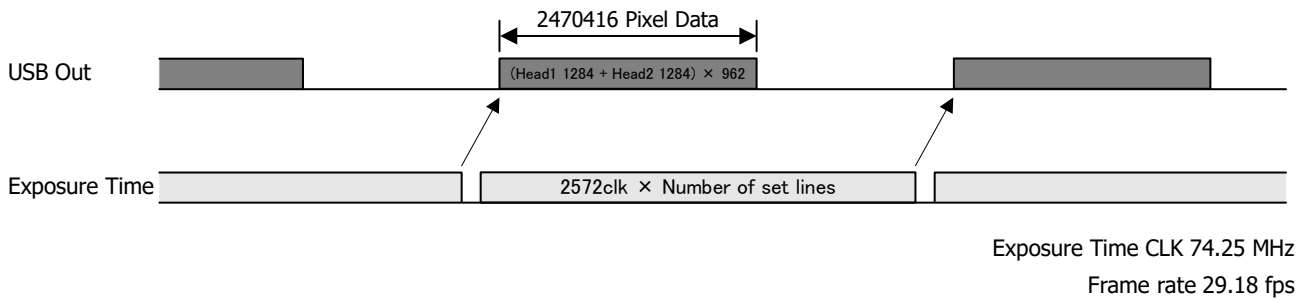 2470416 Pixel Data
USB Out
(Head1 1284 + Head2 1284) × 962
Exposure Time
2572clk × Number of set lines
Exposure Time CLK 74.25 MHz
Frame rate 29.18 fps